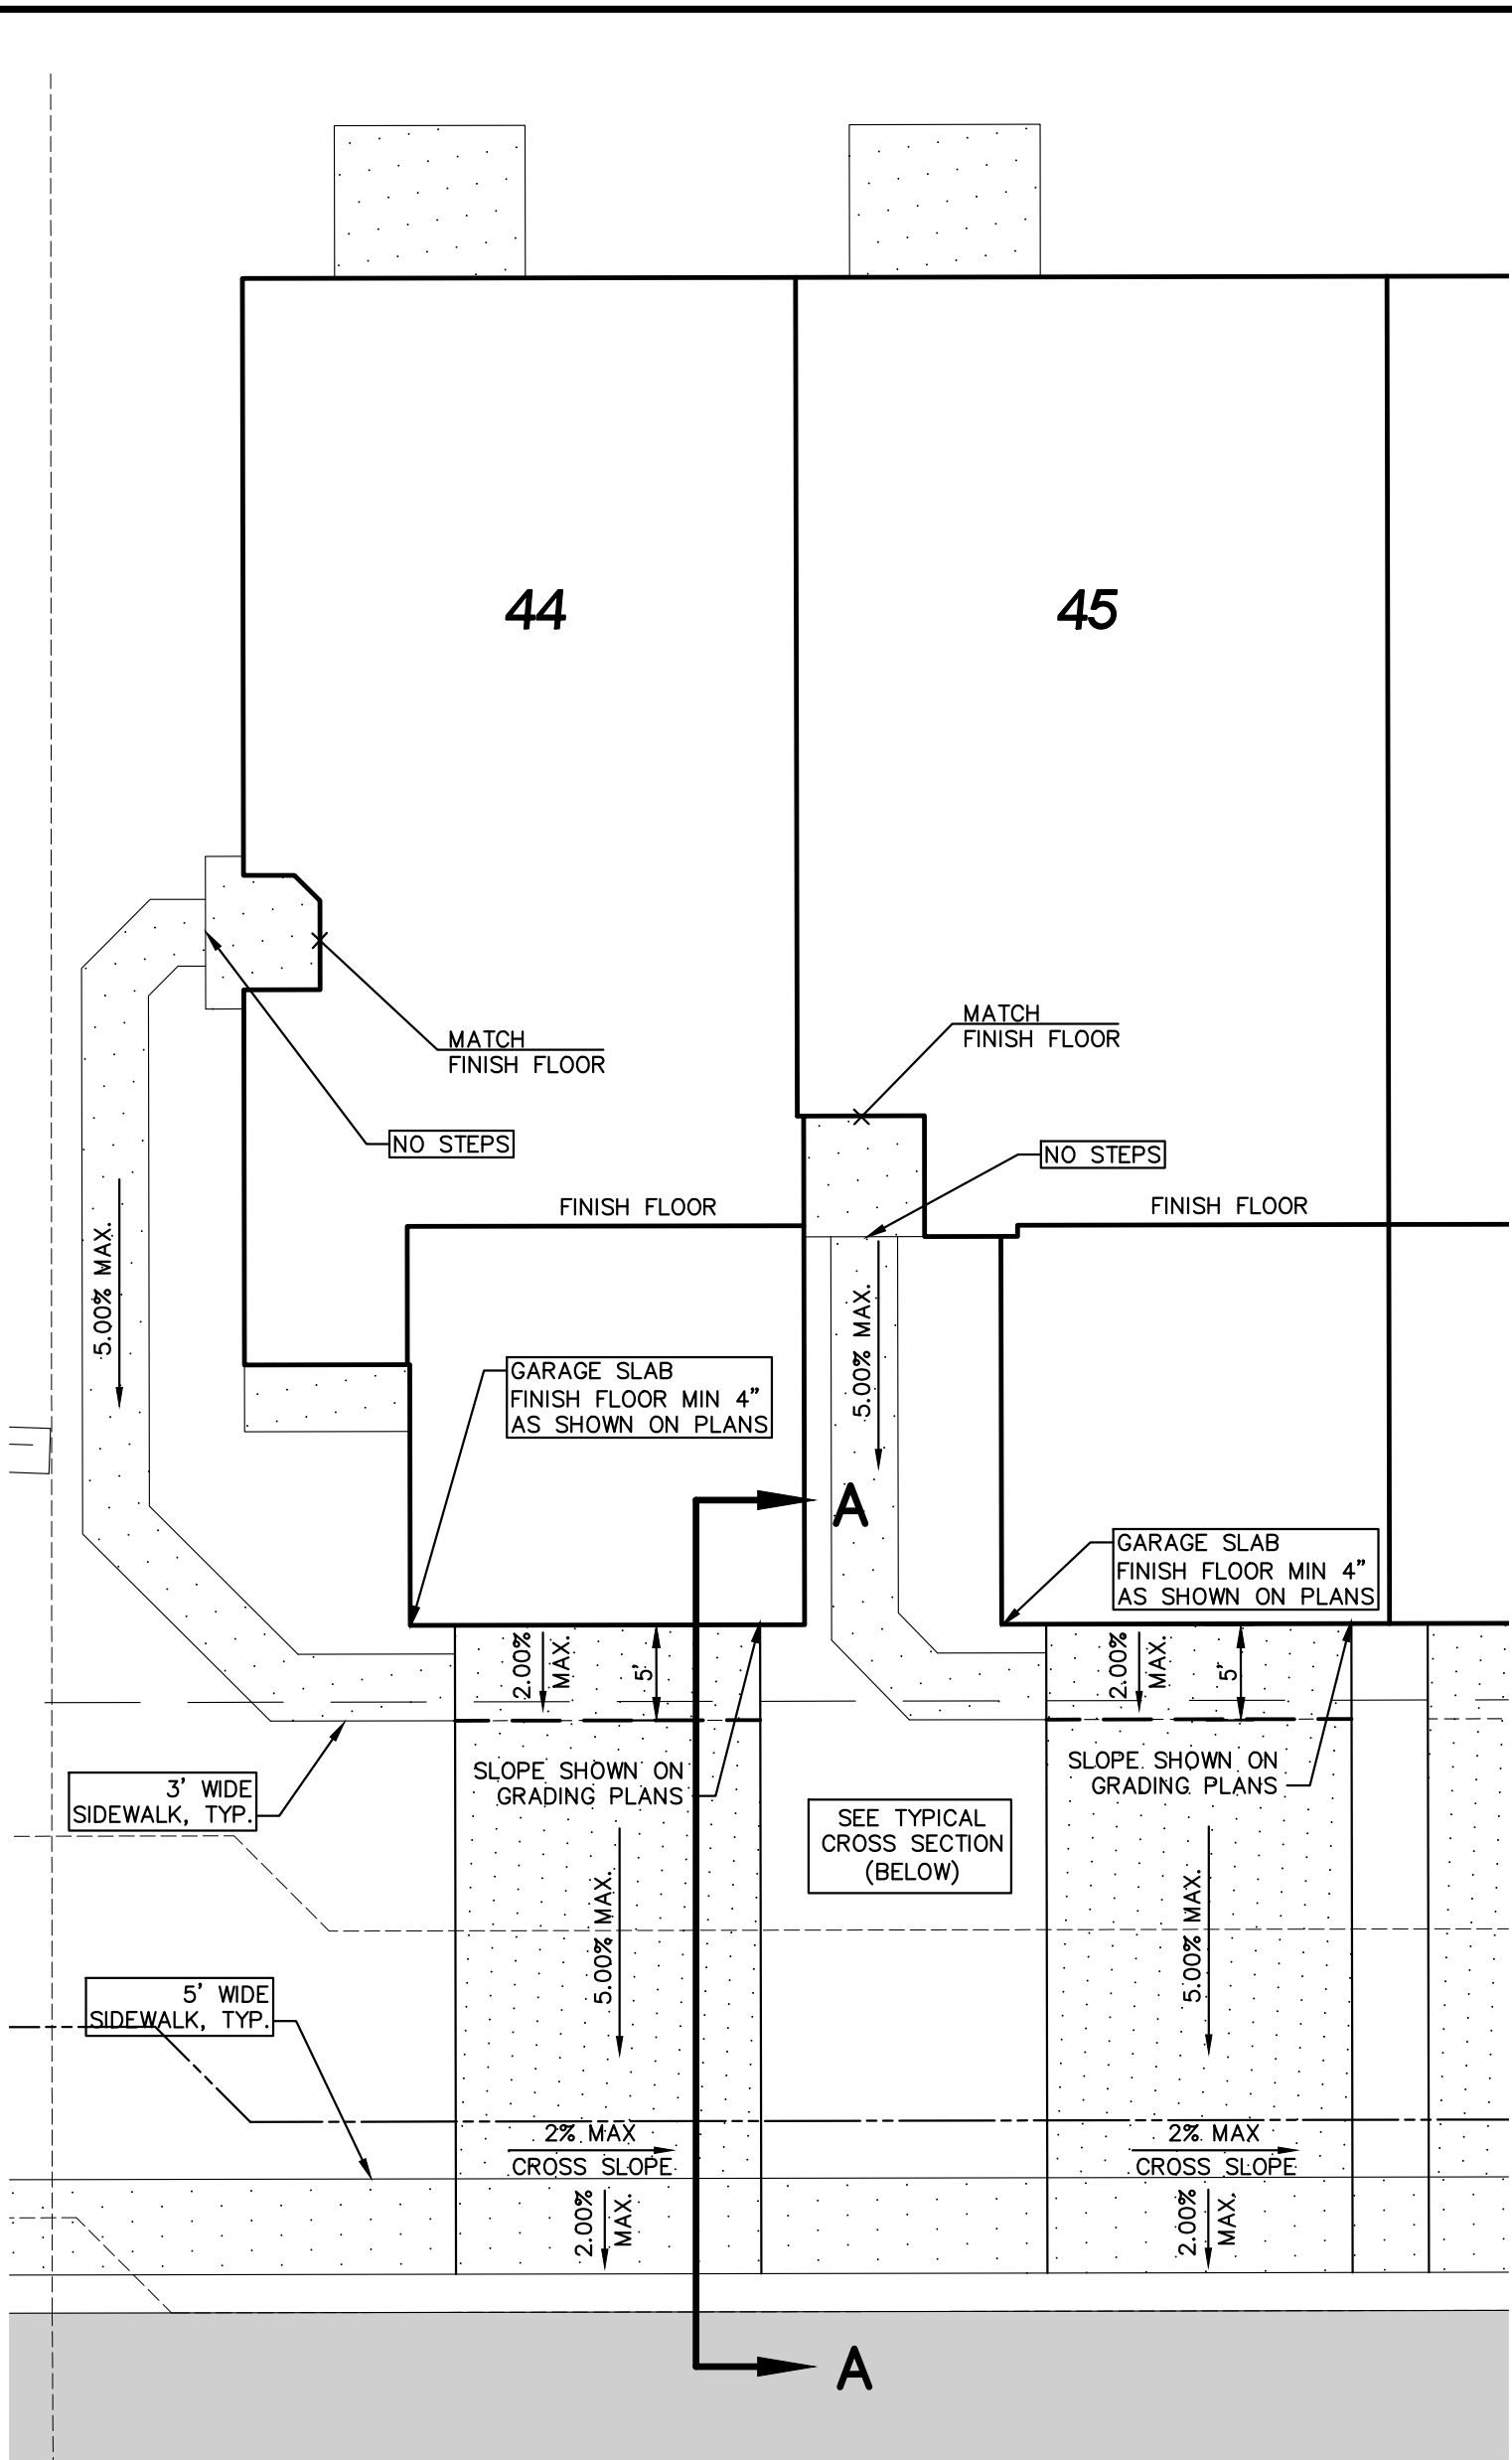 44
45
MATCH
FINISH FLOOR
MATCH
FINISH FLOOR
NO STEPS
NO STEPS
FINISH FLOOR
FINISH FLOOR
5.00% MAX.
5.00% MAX.
GARAGE SLAB
FINISH FLOOR MIN 4"
AS SHOWN ON PLANS
A
GARAGE SLAB
FINISH FLOOR MIN 4"
AS SHOWN ON PLANS
2.00%
MAX.
5'
2.00%
MAX.
5'
SLOPE SHOWN ON
GRADING PLANS
SLOPE SHOWN ON
GRADING PLANS
3' WIDE
SIDEWALK, TYP.
SEE TYPICAL
CROSS SECTION
(BELOW)
5.00% MAX.
5.00% MAX.
5' WIDE
SIDEWALK, TYP.
2% MAX
CROSS SLOPE
2% MAX
CROSS SLOPE
2.00%
MAX.
2.00%
MAX.
A